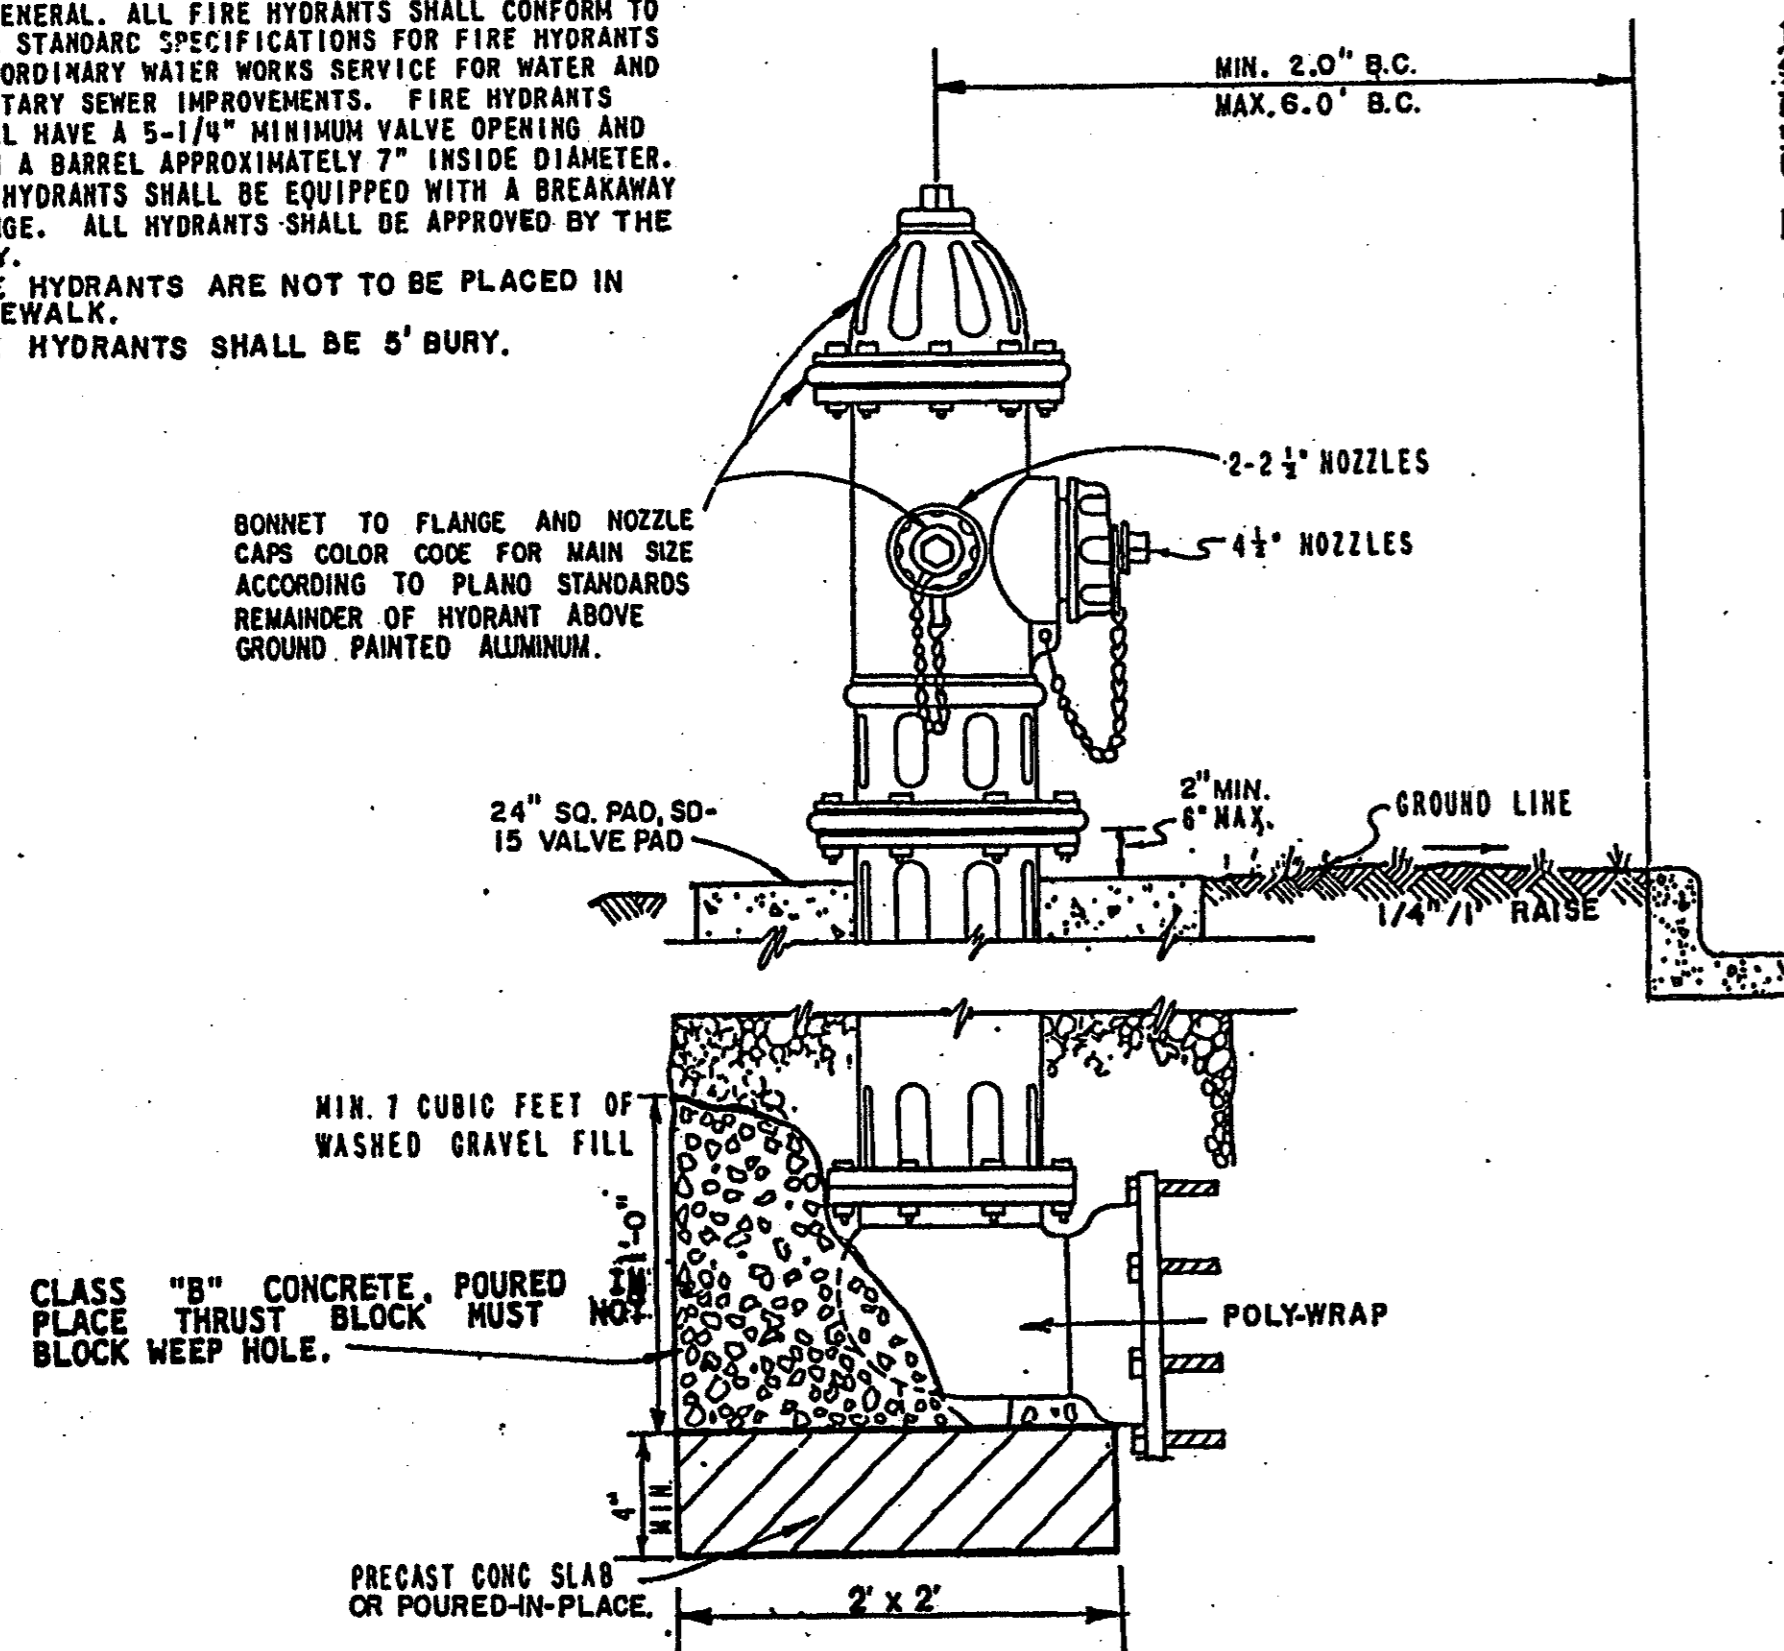 ENERAL. ALL FIRE HYDRANTS SHALL CONFORM TO
STANDARC SPECIFICATIONS FOR FIRE HYDRANTS
ORDINARY WATER WORKS SERVICE FOR WATER AND
TARY SEWER IMPROVEMENTS. FIRE HYDRANTS
L HAVE A 5-1/4" MINIMUM VALVE OPENING AND
A BARREL APPROXIMATELY 7" INSIDE DIAMETER.
HYDRANTS SHALL BE EQUIPPED WITH A BREAKAWAY
GE. ALL HYDRANTS SHALL BE APPROVED BY THE
Y.
E HYDRANTS ARE NOT TO BE PLACED IN
EWALK.
HYDRANTS SHALL BE 5' BURY.
MIN. 2.0" B.C.
MAX. 6.0' B.C.
2-2 1/2" NOZZLES
4 1/2" NOZZLES
BONNET TO FLANGE AND NOZZLE
CAPS COLOR CODE FOR MAIN SIZE
ACCORDING TO PLANO STANDARDS
REMAINDER OF HYDRANT ABOVE
GROUND PAINTED ALUMINUM.
24" SQ. PAD, SD-
15 VALVE PAD
2" MIN.
6" MAX.
GROUND LINE
1/4"/1' RAISE
MIN. 7 CUBIC FEET OF
WASHED GRAVEL FILL
1'-0"
CLASS "B" CONCRETE, POURED IN
PLACE THRUST BLOCK MUST NOT
BLOCK WEEP HOLE.
POLY-WRAP
4"
MIN.
PRECAST CONC SLAB
OR POURED-IN-PLACE.
2' X 2'